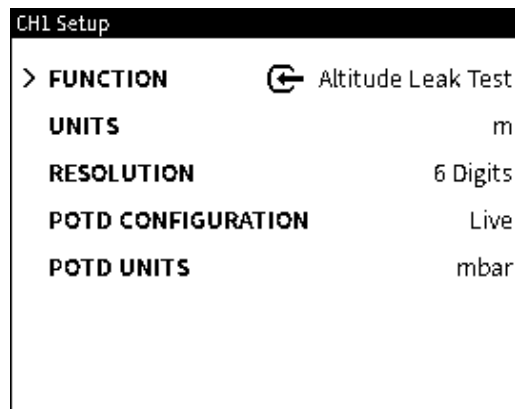 CH1 Setup
> FUNCTION Altitude Leak Test
UNITS m
RESOLUTION 6 Digits
POTD CONFIGURATION Live
POTD UNITS mbar